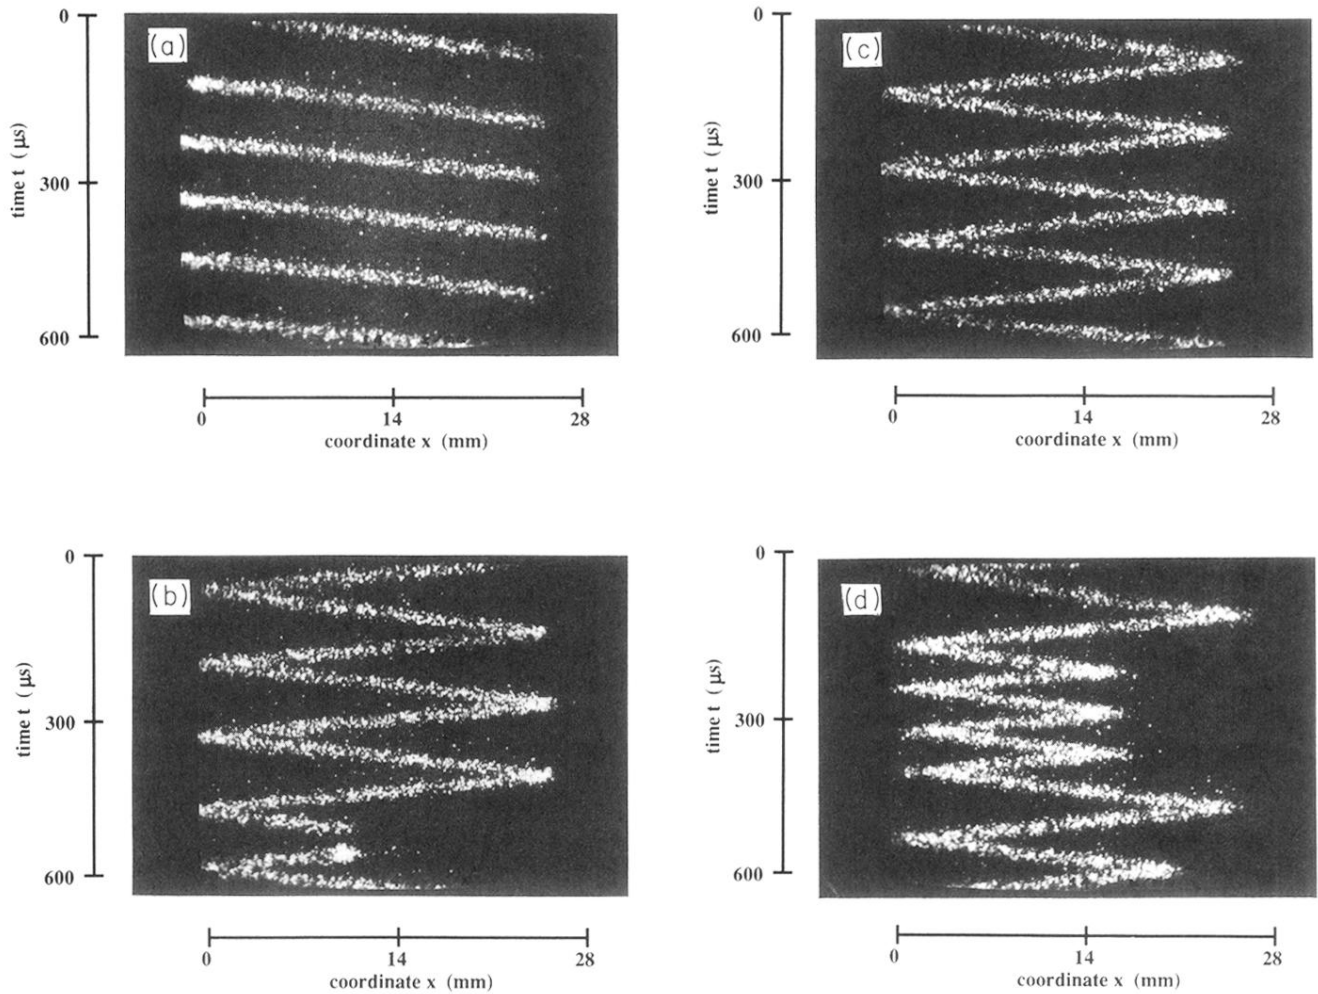 (a)
0
300
600
time t (μs)
0 14 28
coordinate x (mm)
(c)
0
300
600
time t (μs)
0 14 28
coordinate x (mm)
(b)
0
300
600
time t (μs)
0 14 28
coordinate x (mm)
(d)
0
300
600
time t (μs)
0 14 28
coordinate x (mm)